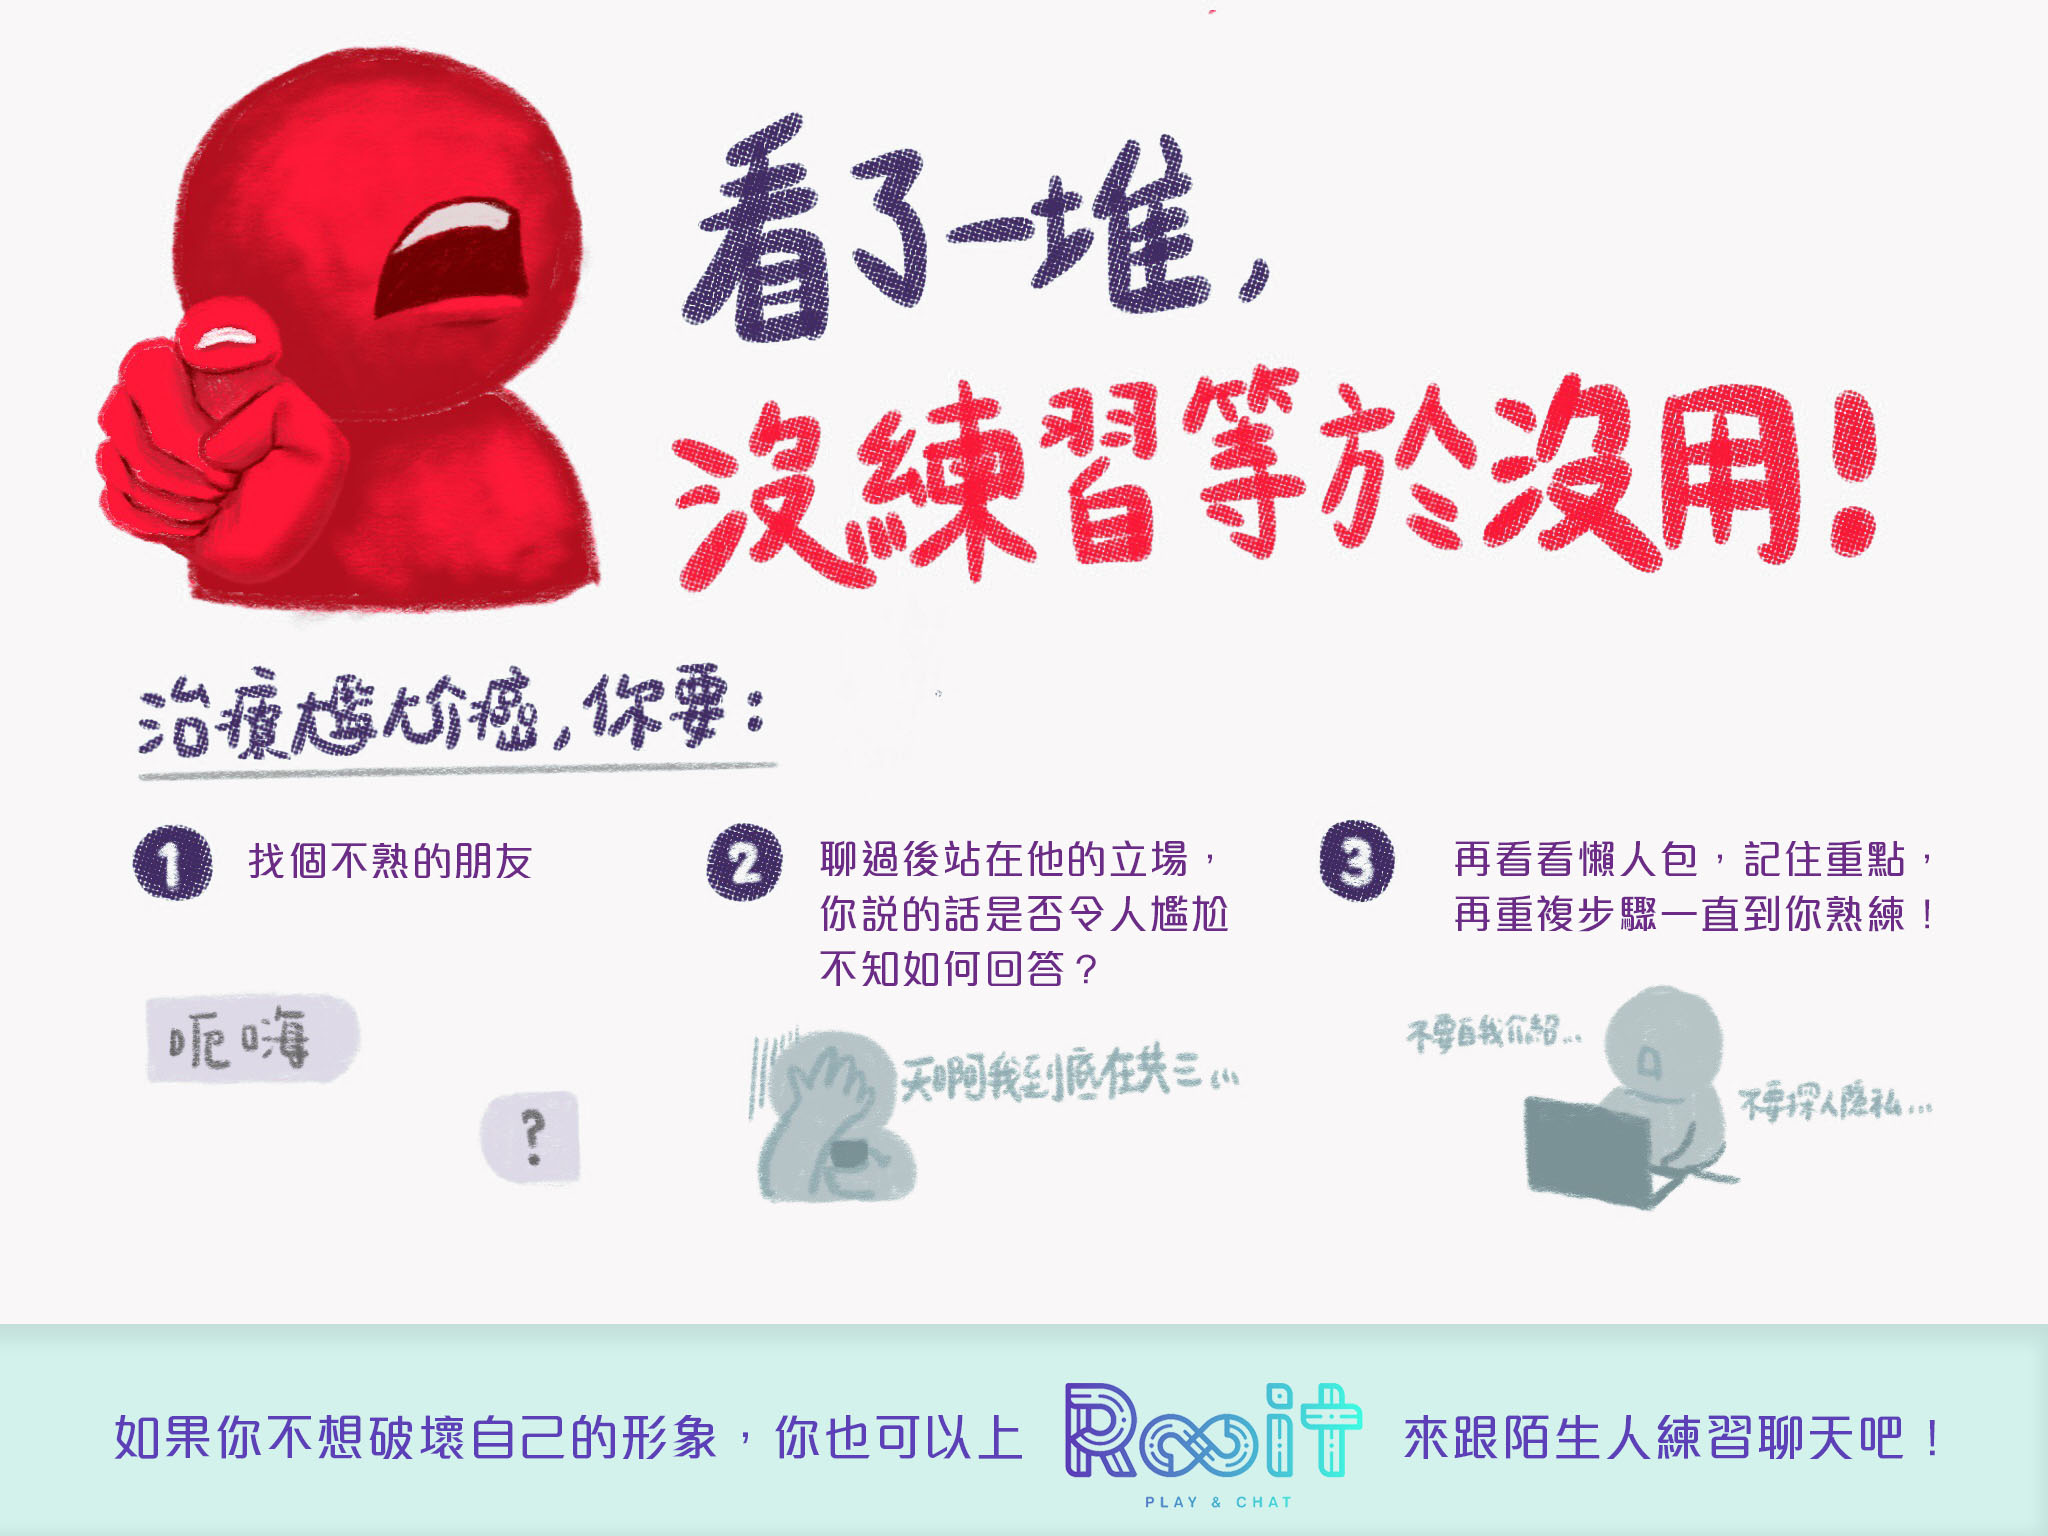 看了一堆,
沒練習等於沒用!
治療尷尬癌,你要:
1 找個不熟的朋友
呃嗨
?
2 聊過後站在他的立場，
你說的話是否令人尷尬
不知如何回答？
天啊我到底在共三...
3 再看看懶人包，記住重點，
再重複步驟一直到你熟練！
不要自我介紹...
不要探人隱私...
如果你不想破壞自己的形象，你也可以上 Rooit 來跟陌生人練習聊天吧！
PLAY & CHAT